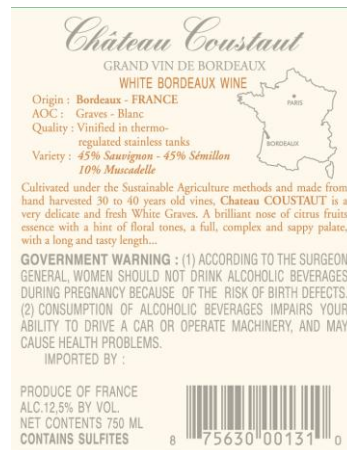 Château Coustaut
GRAND VIN DE BORDEAUX
WHITE BORDEAUX WINE
Origin : Bordeaux - FRANCE
AOC : Graves - Blanc
Quality : Vinified in thermo-
regulated stainless tanks
Variety : 45% Sauvignon - 45% Sémillon
10% Muscadelle
PARIS
BORDEAUX
Cultivated under the Sustainable Agriculture methods and made from
hand harvested 30 to 40 years old vines, Chateau COUSTAUT is a
very delicate and fresh White Graves. A brilliant nose of citrus fruits
essence with a hint of floral tones, a full, complex and sappy palate,
with a long and tasty length...
GOVERNMENT WARNING : (1) ACCORDING TO THE SURGEON
GENERAL, WOMEN SHOULD NOT DRINK ALCOHOLIC BEVERAGES
DURING PREGNANCY BECAUSE OF THE RISK OF BIRTH DEFECTS.
(2) CONSUMPTION OF ALCOHOLIC BEVERAGES IMPAIRS YOUR
ABILITY TO DRIVE A CAR OR OPERATE MACHINERY, AND MAY
CAUSE HEALTH PROBLEMS.
IMPORTED BY :
PRODUCE OF FRANCE
ALC.12,5% BY VOL.
NET CONTENTS 750 ML
CONTAINS SULFITES
8 75630 00131 0